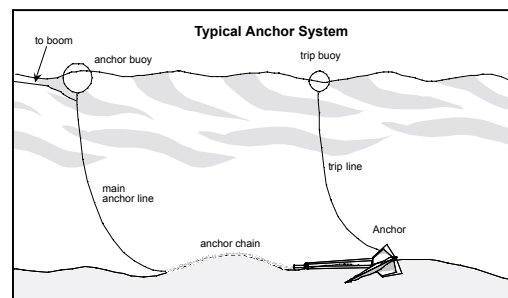 Typical Anchor System
to boom
anchor buoy
trip buoy
main
anchor line
trip line
Anchor
anchor chain